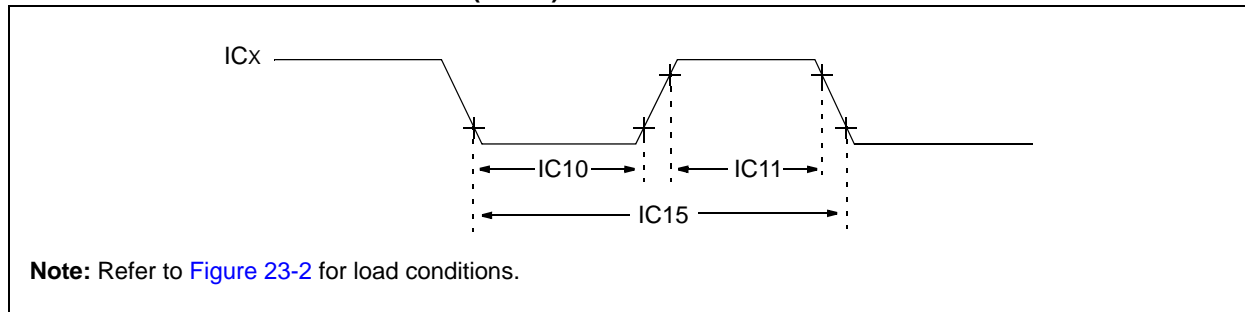 ICX
IC10
IC11
IC15
Note: Refer to Figure 23-2 for load conditions.